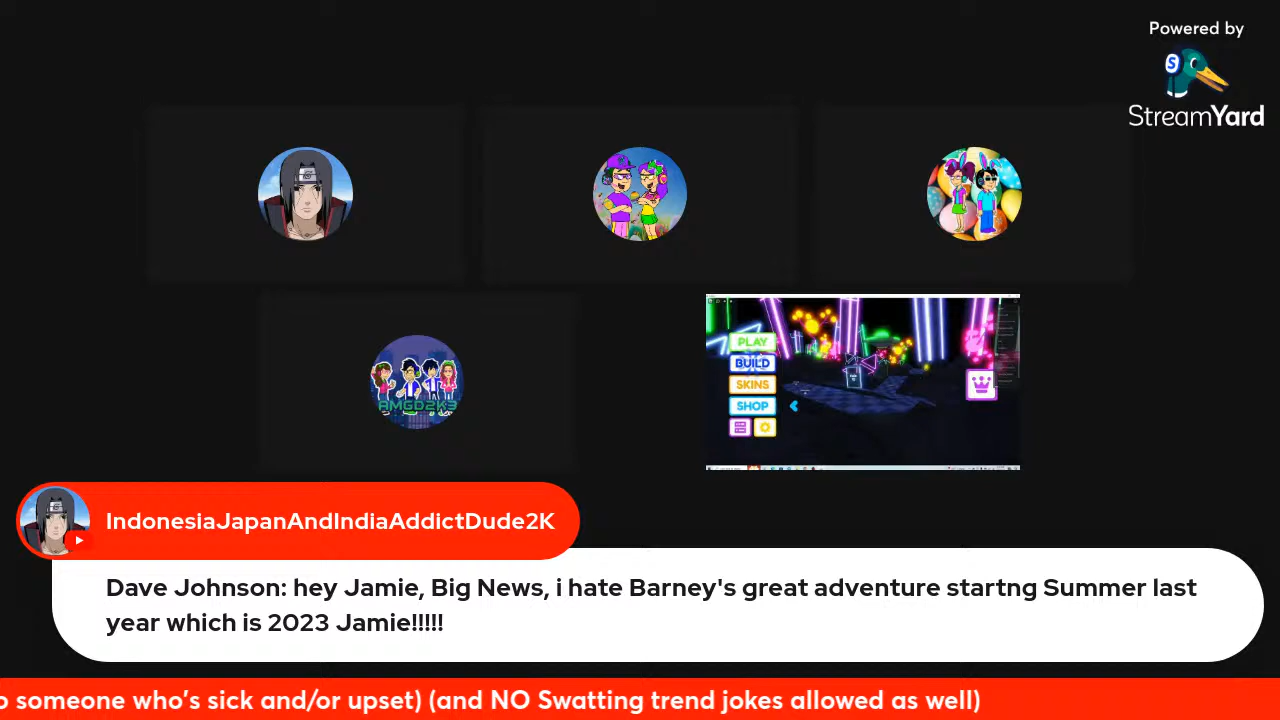 Powered by
S
StreamYard
AMGD2K3
PLAY
BUILD
SKINS
SHOP
IndonesiaJapanAndIndiaAddictDude2K
Dave Johnson: hey Jamie, Big News, i hate Barney's great adventure startng Summer last
year which is 2023 Jamie!!!!!
o someone who's sick and/or upset) (and NO Swatting trend jokes allowed as well)